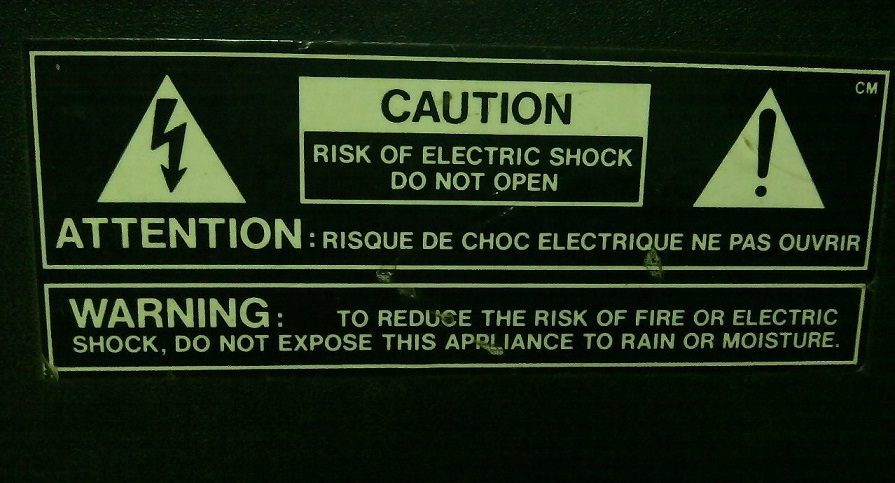 CM
CAUTION
RISK OF ELECTRIC SHOCK
DO NOT OPEN
ATTENTION: RISQUE DE CHOC ELECTRIQUE NE PAS OUVRIR
WARNING: TO REDUCE THE RISK OF FIRE OR ELECTRIC
SHOCK, DO NOT EXPOSE THIS APPLIANCE TO RAIN OR MOISTURE.